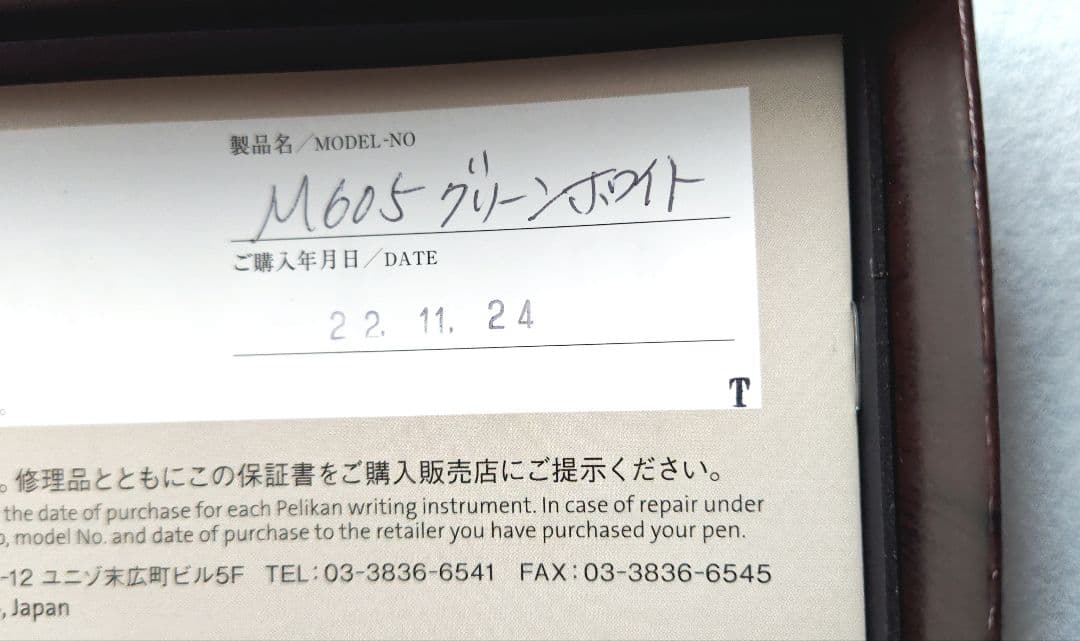 製品名／MODEL-NO
M605 グリーンホワイト
ご購入年月日／DATE
22. 11. 24
T
。
。修理品とともにこの保証書をご購入販売店にご提示ください。
the date of purchase for each Pelikan writing instrument. In case of repair under
, model No. and date of purchase to the retailer you have purchased your pen.
-12 ユニゾ末広町ビル5F TEL：03-3836-6541 FAX：03-3836-6545
, Japan